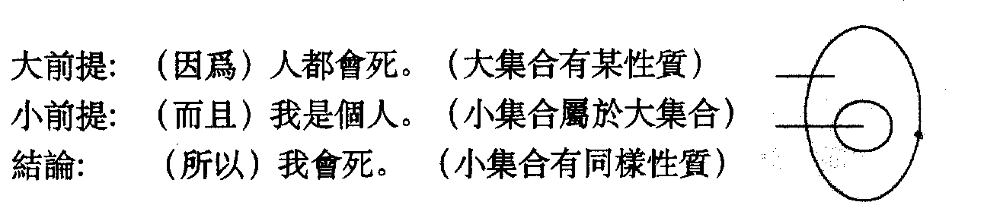 大前提: （因爲）人都會死。（大集合有某性質）
小前提: （而且）我是個人。（小集合屬於大集合）
結論: （所以）我會死。（小集合有同樣性質）